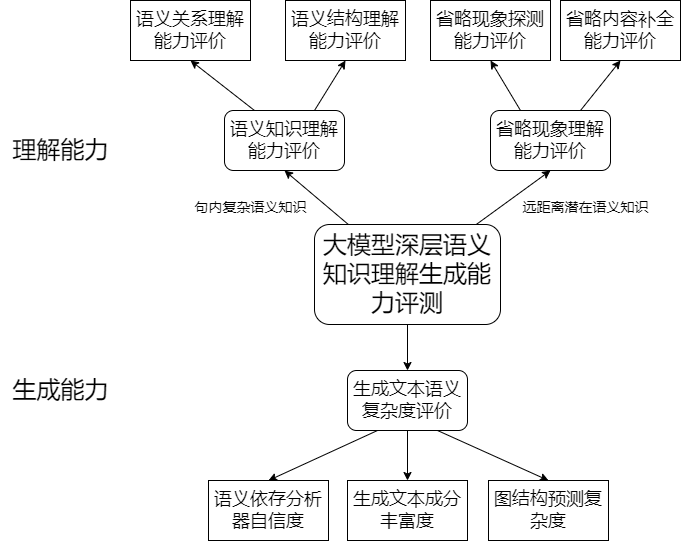 语义关系理解
能力评价
语义结构理解
能力评价
省略现象探测
能力评价
省略内容补全
能力评价
理解能力
语义知识理解
能力评价
省略现象理解
能力评价
句内复杂语义知识
远距离潜在语义知识
大模型深层语义
知识理解生成能
力评测
生成能力
生成文本语义
复杂度评价
语义依存分析
器自信度
生成文本成分
丰富度
图结构预测复
杂度